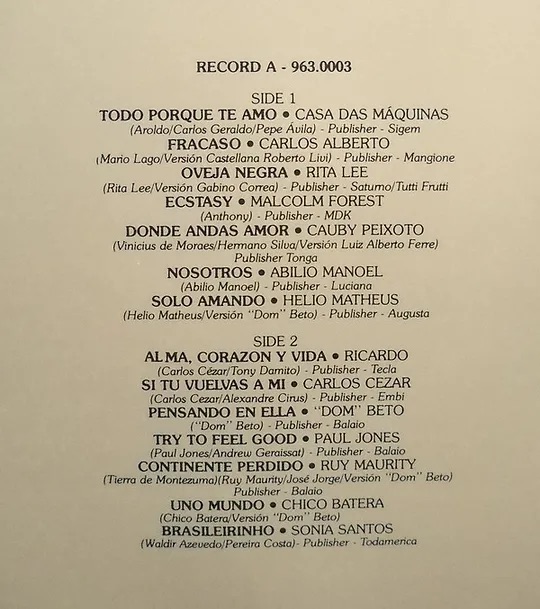 RECORD A - 963.0003
SIDE 1
TODO PORQUE TE AMO • CASA DAS MÁQUINAS
(Aroldo/Carlos Geraldo/Pepe Ávila) - Publisher - Sigem
FRACASO • CARLOS ALBERTO
(Mario Lago/Versión Castellana Roberto Livi) - Publisher - Mangione
OVEJA NEGRA • RITA LEE
(Rita Lee/Versión Gabino Correa) - Publisher - Saturno/Tutti Frutti
ECSTASY • MALCOLM FOREST
(Anthony) - Publisher - MDK
DONDE ANDAS AMOR • CAUBY PEIXOTO
(Vinicius de Moraes/Hermano Silva/Versión Luiz Alberto Ferre)
Publisher Tonga
NOSOTROS • ABILIO MANOEL
(Abilio Manoel) - Publisher - Luciana
SOLO AMANDO • HELIO MATHEUS
(Helio Matheus/Versión "Dom" Beto) - Publisher - Augusta
SIDE 2
ALMA, CORAZON Y VIDA • RICARDO
(Carlos Cézar/Tony Damito) - Publisher - Tecla
SI TU VUELVAS A MI • CARLOS CEZAR
(Carlos Cezar/Alexandre Cirus) - Publisher - Embi
PENSANDO EN ELLA • "DOM" BETO
("Dom" Beto) - Publisher - Balaio
TRY TO FEEL GOOD • PAUL JONES
(Paul Jones/Andrew Geraissat) - Publisher - Balaio
CONTINENTE PERDIDO • RUY MAURITY
(Tierra de Montezuma)(Ruy Maurity/José Jorge/Versión "Dom" Beto)
Publisher - Balaio
UNO MUNDO • CHICO BATERA
(Chico Batera/Versión "Dom" Beto)
BRASILEIRINHO • SONIA SANTOS
(Waldir Azevedo/Pereira Costa)- Publisher - Todamerica